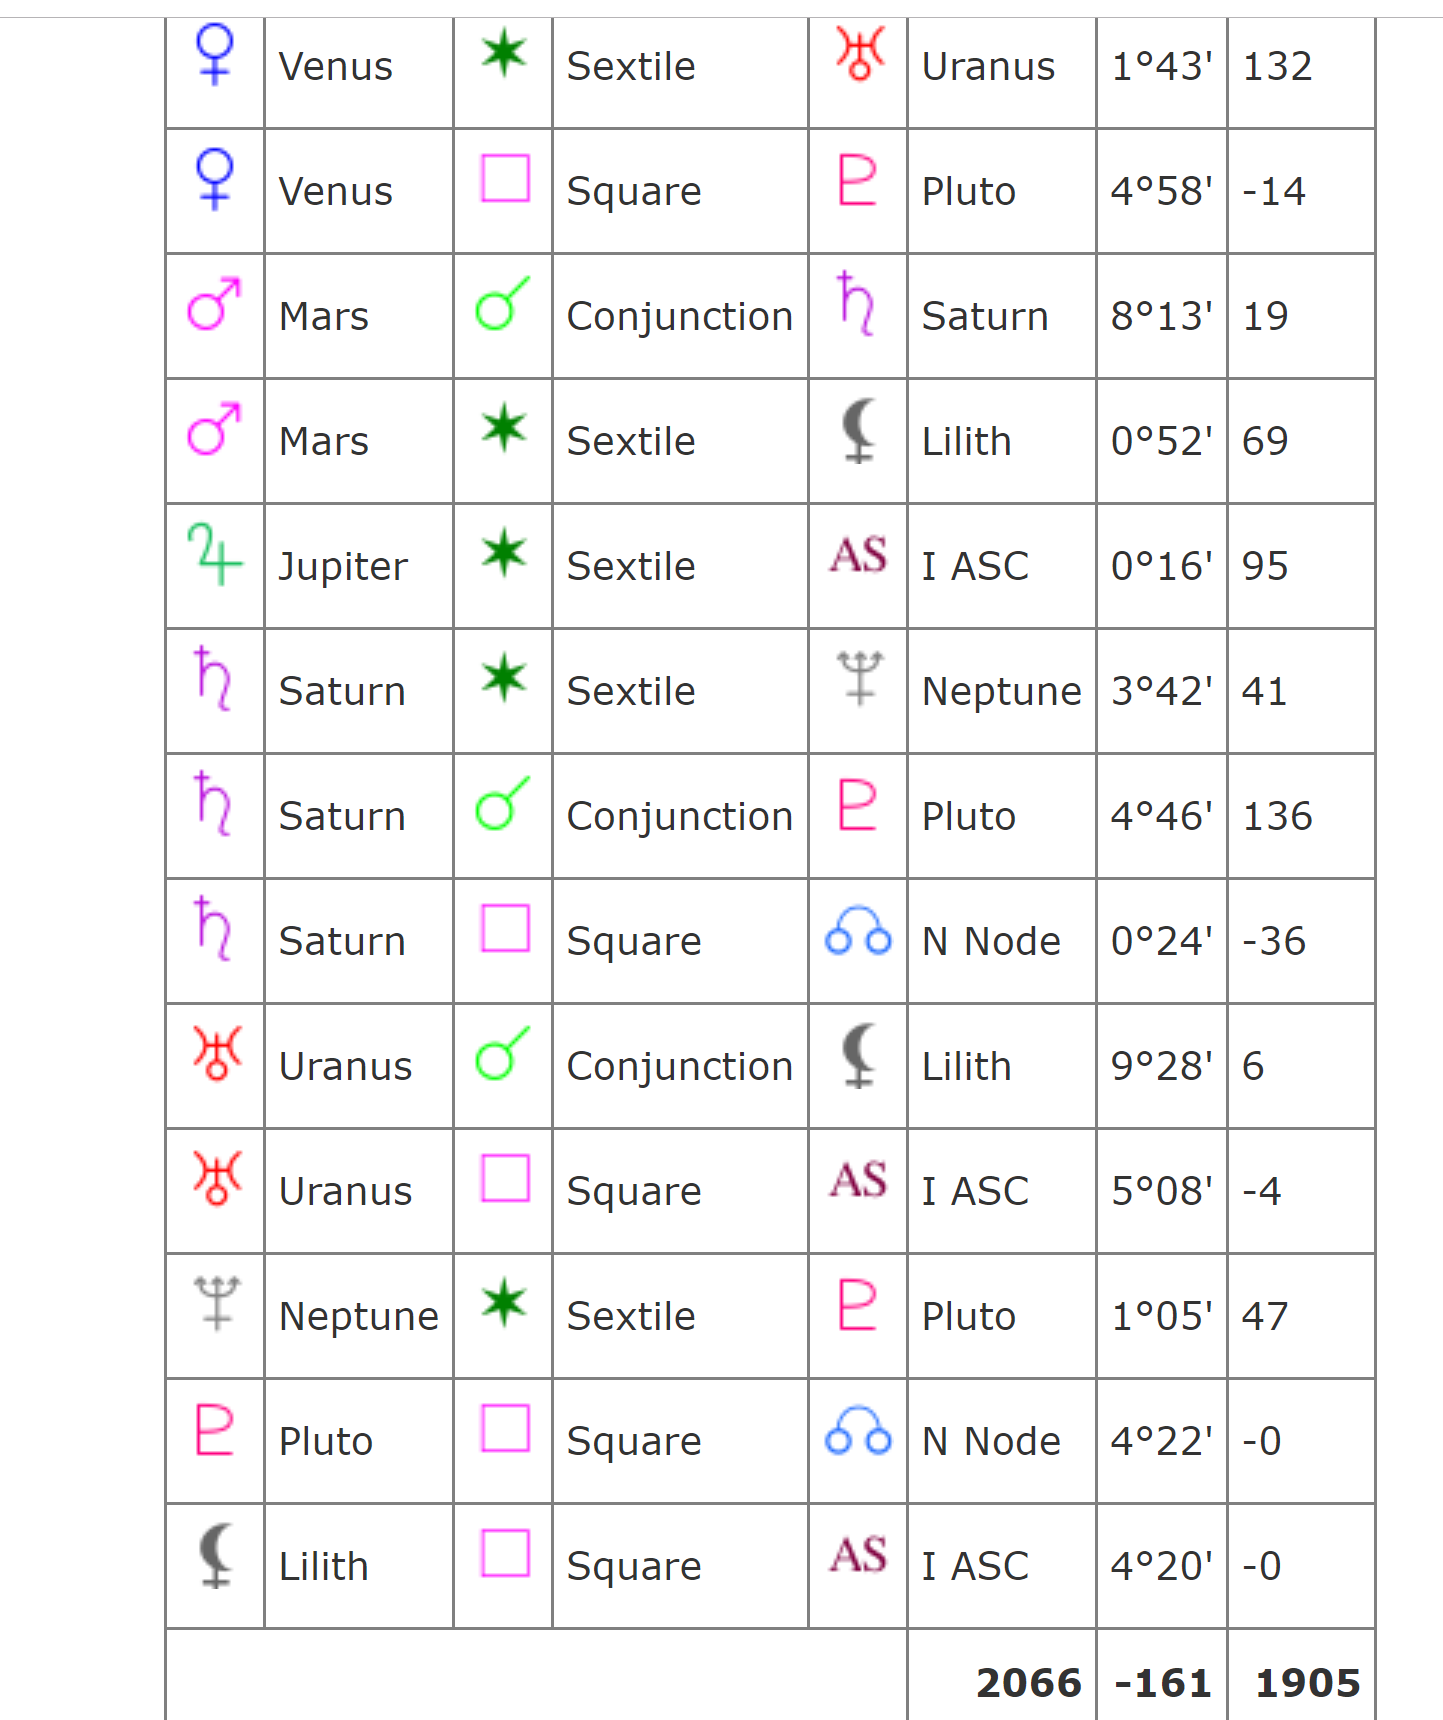 Venus Sextile Uranus 1°43' 132
Venus Square Pluto 4°58' -14
Mars Conjunction Saturn 8°13' 19
Mars Sextile Lilith 0°52' 69
Jupiter Sextile AS I ASC 0°16' 95
Saturn Sextile Neptune 3°42' 41
Saturn Conjunction Pluto 4°46' 136
Saturn Square N Node 0°24' -36
Uranus Conjunction Lilith 9°28' 6
Uranus Square AS I ASC 5°08' -4
Neptune Sextile Pluto 1°05' 47
Pluto Square N Node 4°22' -0
Lilith Square AS I ASC 4°20' -0
2066 -161 1905